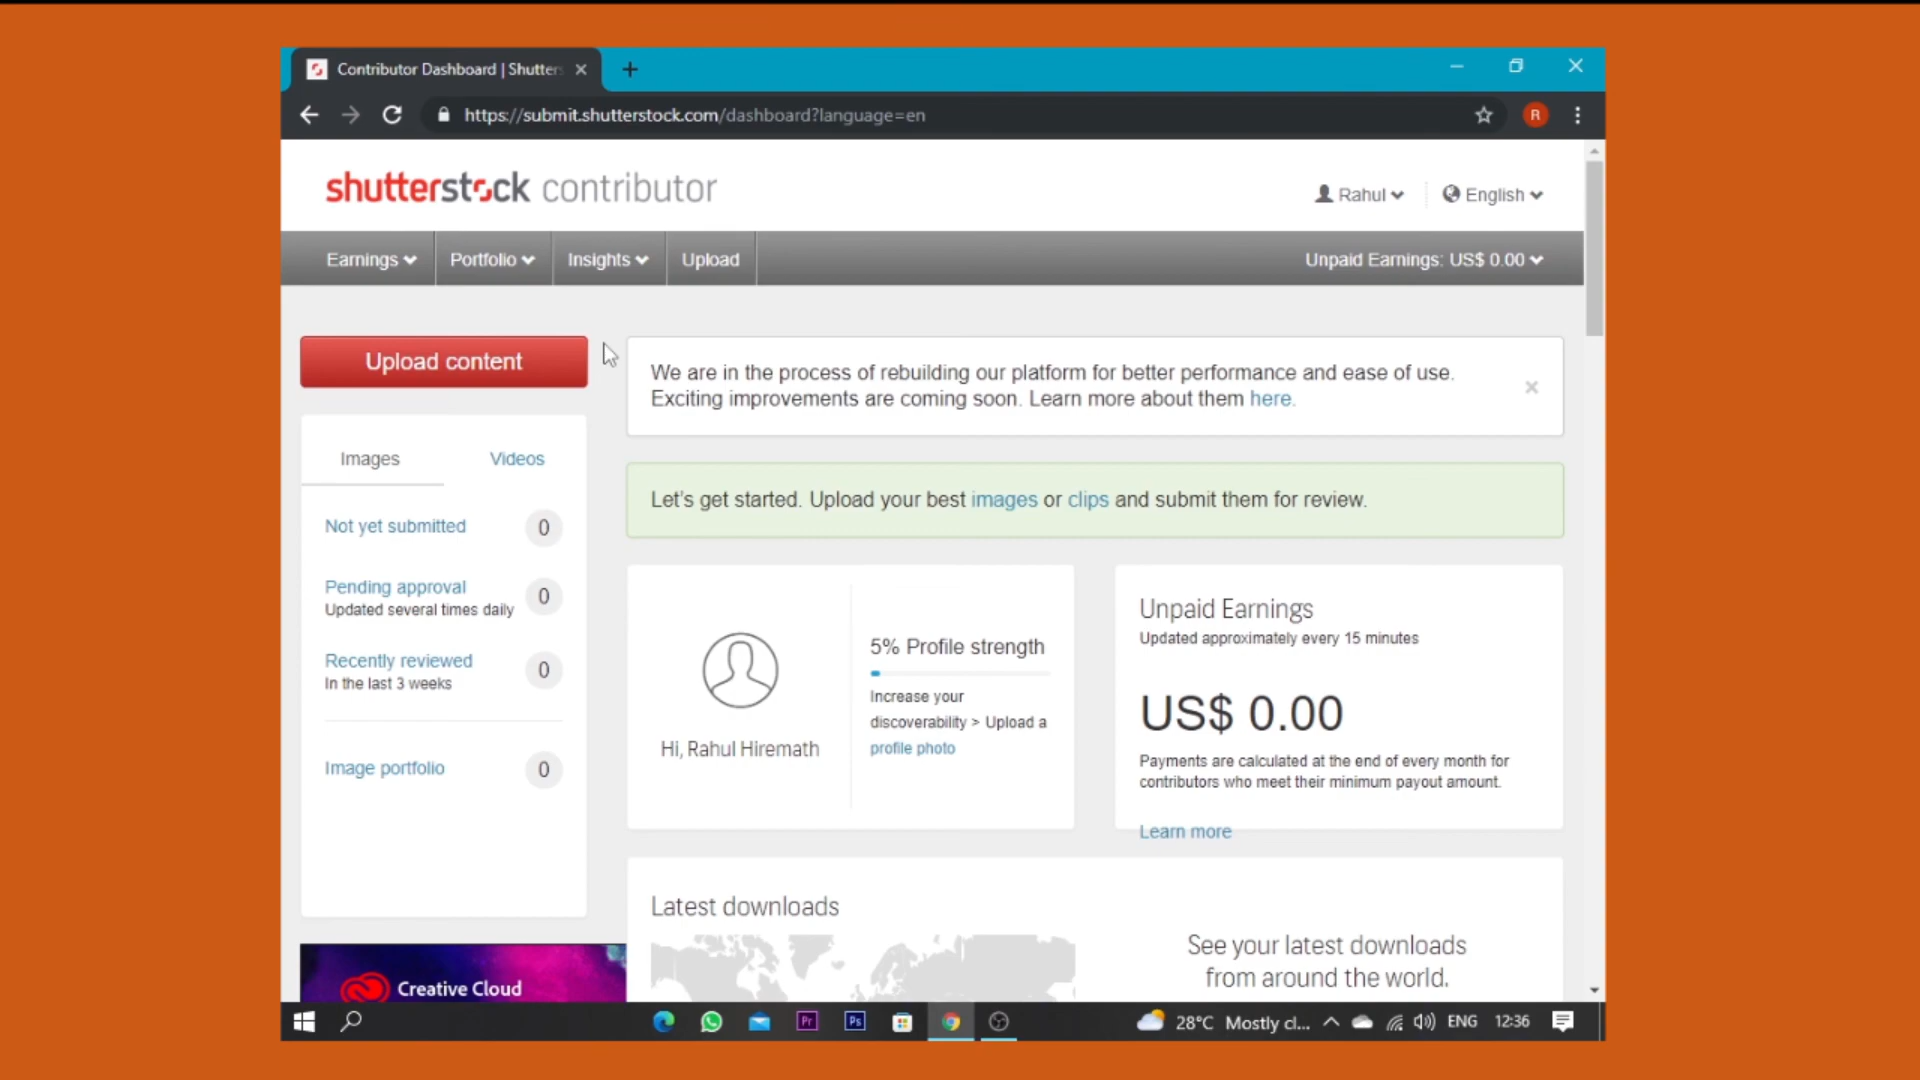 Contributor Dashboard | Shutters
https://submit.shutterstock.com/dashboard?language=en
R
shutterstock contributor
Rahul
English
Earnings
Portfolio
Insights
Upload
Unpaid Earnings: US$ 0.00
Upload content
We are in the process of rebuilding our platform for better performance and ease of use.
Exciting improvements are coming soon. Learn more about them here.
Images
Videos
Let's get started. Upload your best images or clips and submit them for review.
Not yet submitted
0
Pending approval
Updated several times daily
0
Recently reviewed
In the last 3 weeks
0
Image portfolio
0
Hi, Rahul Hiremath
5% Profile strength
Increase your
discoverability > Upload a
profile photo
Unpaid Earnings
Updated approximately every 15 minutes
US$ 0.00
Payments are calculated at the end of every month for
contributors who meet their minimum payout amount.
Learn more
Latest downloads
See your latest downloads
from around the world.
Creative Cloud
Pr
Ps
28°C Mostly cl...
ENG
12:36